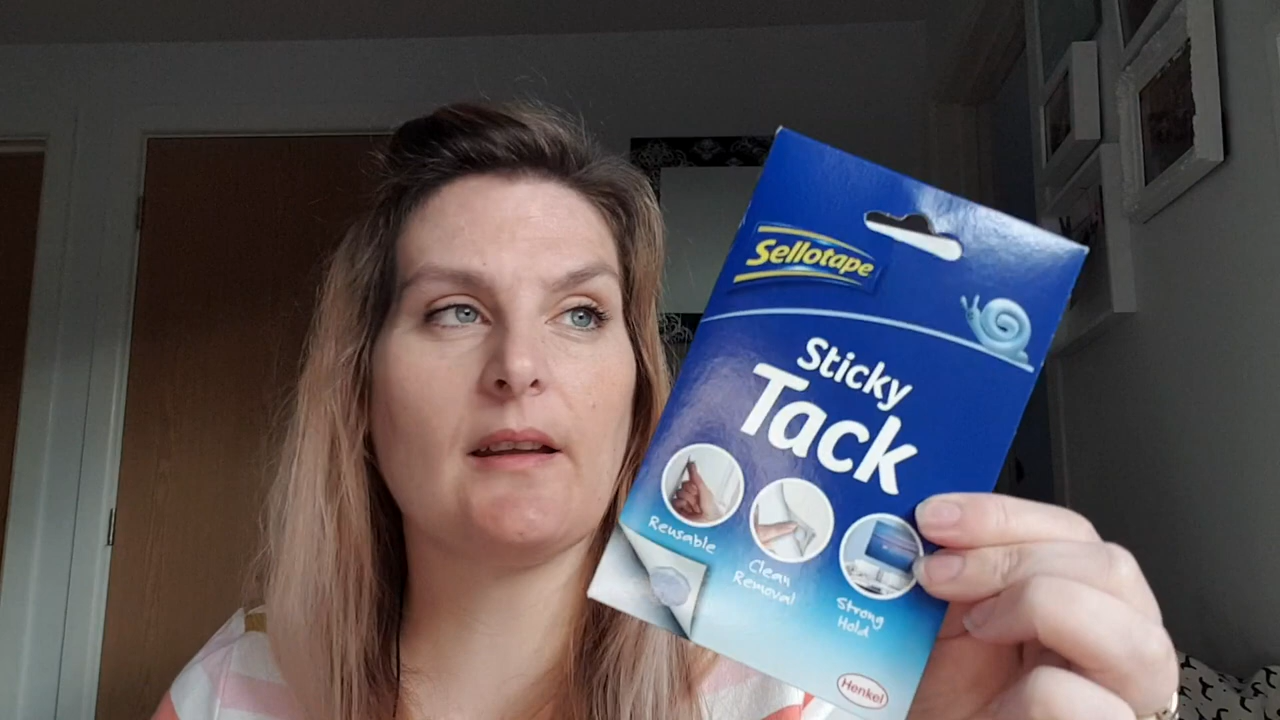 Sellotape
Sticky
Tack
Reusable
Clean
Removal
Strong
Hold
Henkel